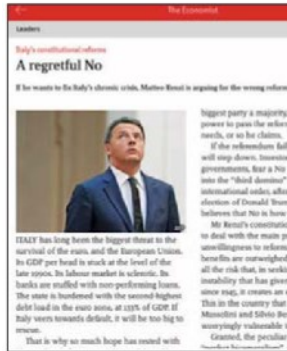 The Economist
Leaders
Italy's constitutional reforms
A regretful No
If he wants to fix Italy's chronic crisis, Matteo Renzi is arguing for the wrong reform
ITALY has long been the biggest threat to the
survival of the euro, and the European Union.
Its GDP per head is stuck at the level of the
late 1990s. Its labour market is sclerotic. Its
banks are stuffed with non-performing loans.
The state is burdened with the second-highest
debt load in the euro zone, at 133% of GDP. If
Italy veers towards default, it will be too big to
rescue.
That is why so much hope has rested with
biggest party a majority,
power to pass the reform
needs, or so he claims.
If the referendum fail
will step down. Investo
governments, fear a No
into the "third domino"
international order, afte
election of Donald Trum
believes that No is how
Mr Renzi's constitutio
to deal with the main p
unwillingness to reform
benefits are outweighed
all the risk that, in seekin
instability that has given
since 1945, it creates an e
This in the country that
Mussolini and Silvio Be
worryingly vulnerable t
Granted, the peculiar